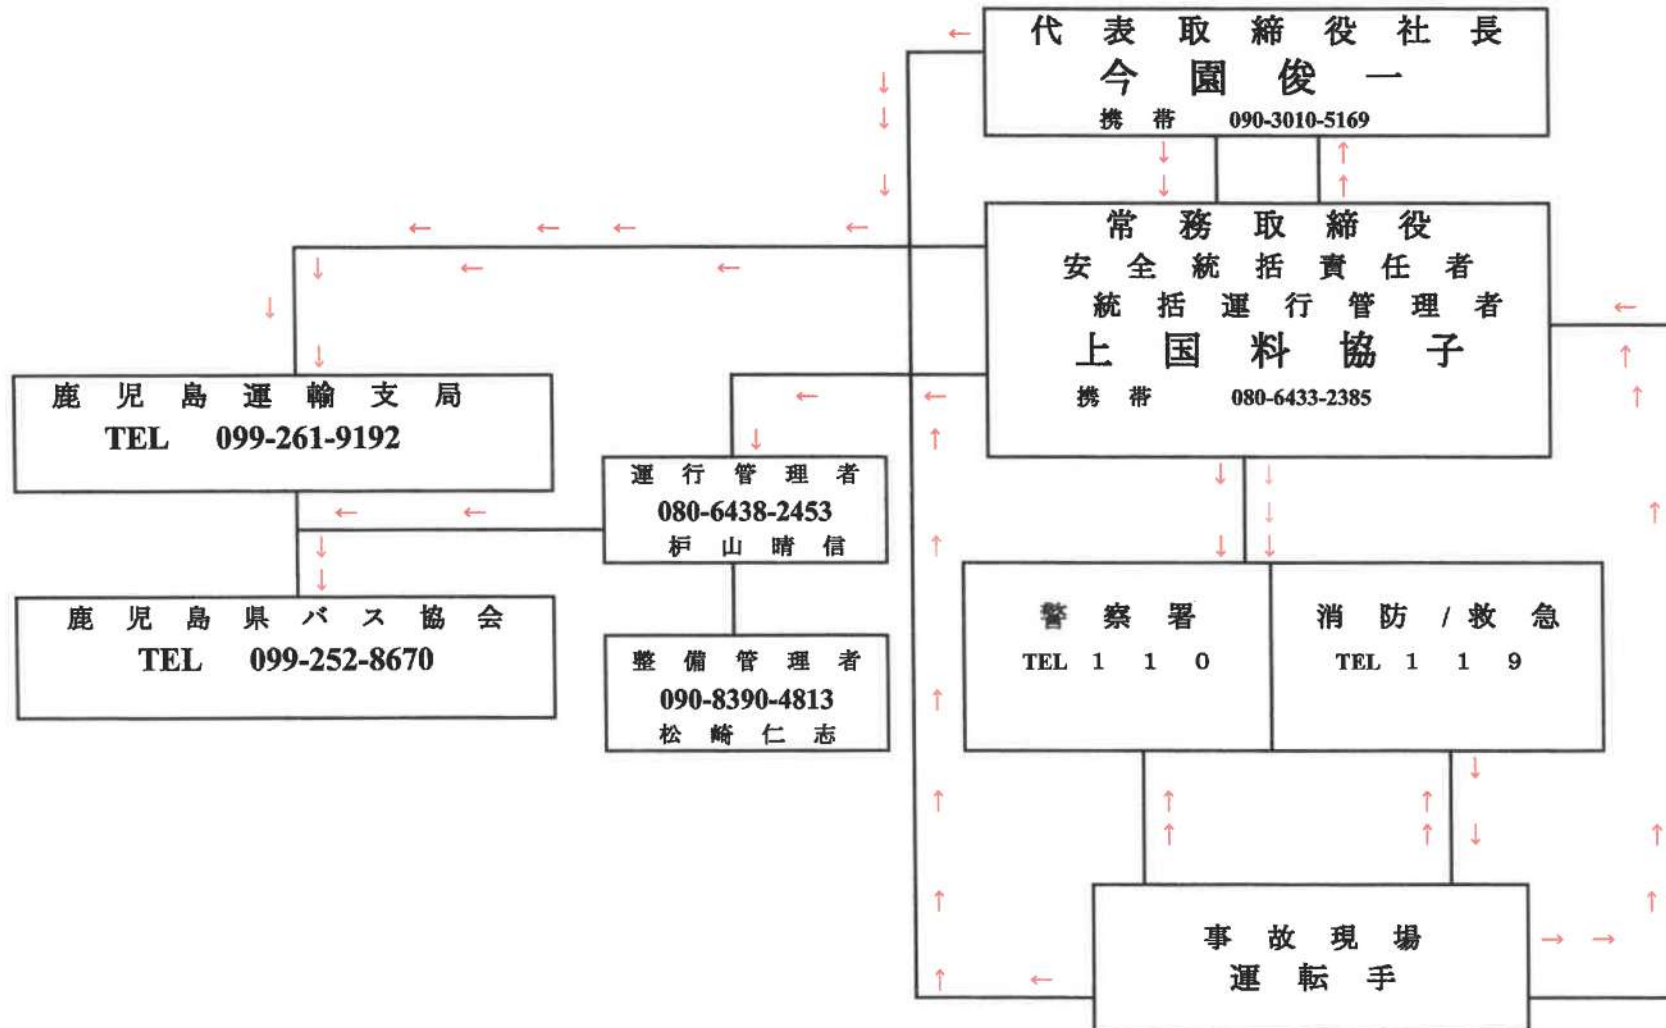 代表取締役社長
今園俊一
携帯 090-3010-5169
常務取締役
安全統括責任者
統括運行管理者
上国料協子
携帯 080-6433-2385
鹿児島運輸支局
TEL 099-261-9192
運行管理者
080-6438-2453
枦山晴信
鹿児島県バス協会
TEL 099-252-8670
整備管理者
090-8390-4813
松崎仁志
警察署
TEL 110
消防/救急
TEL 119
事故現場
運転手